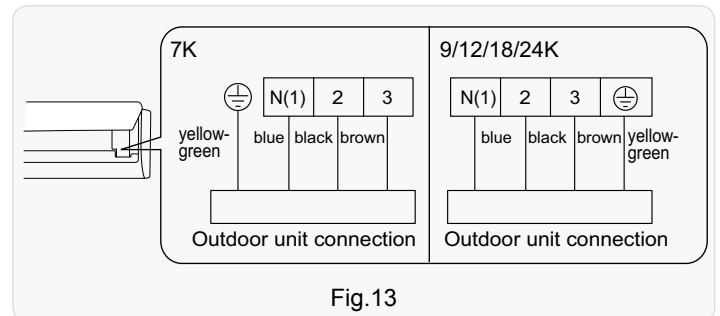 7K
N(1) 2 3
yellow-
green
blue black brown
Outdoor unit connection
9/12/18/24K
N(1) 2 3
blue black brown yellow-
green
Outdoor unit connection
Fig.13